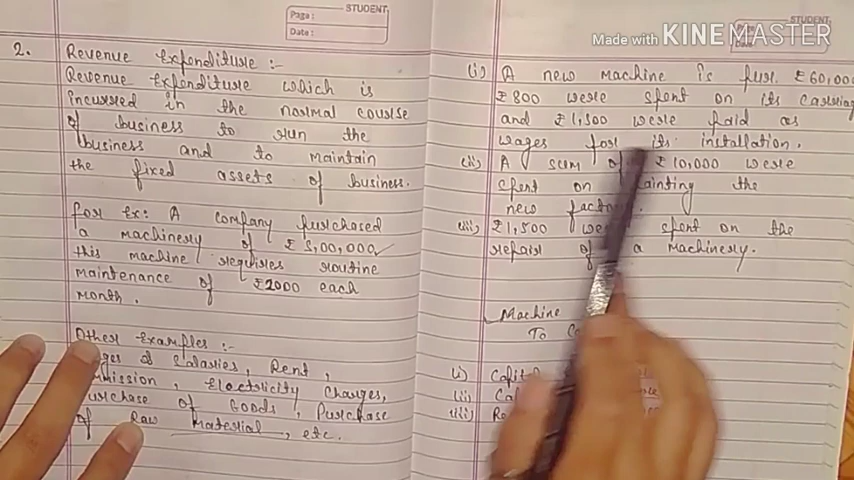 STUDENT
Page :
Date :
2. Revenue Expenditure :-
Revenue Expenditure which is
incurred in the normal course
of business to run the
business and to maintain
the fixed assets of business.
for Ex: A company purchased
a machinery of ₹ 5,00,000
this machine requires routine
maintenance of ₹2000 each
month.
Other Examples :-
Salaries, Rent,
Electricity Charges,
of Goods, Purchase
of Raw Material, etc.
STUDENT
Made with KINEMASTER
(i) A new machine is pur. ₹ 60,000
₹ 800 were spent on its carriag
and ₹ 1,500 were paid as
wages for its installation.
(ii) A sum of ₹ 10,000 were
spent on painting the
new
(iii) ₹ 1,500 spent on the
repair of a machinery.
Machine
To
(i)
(ii)
(iii)